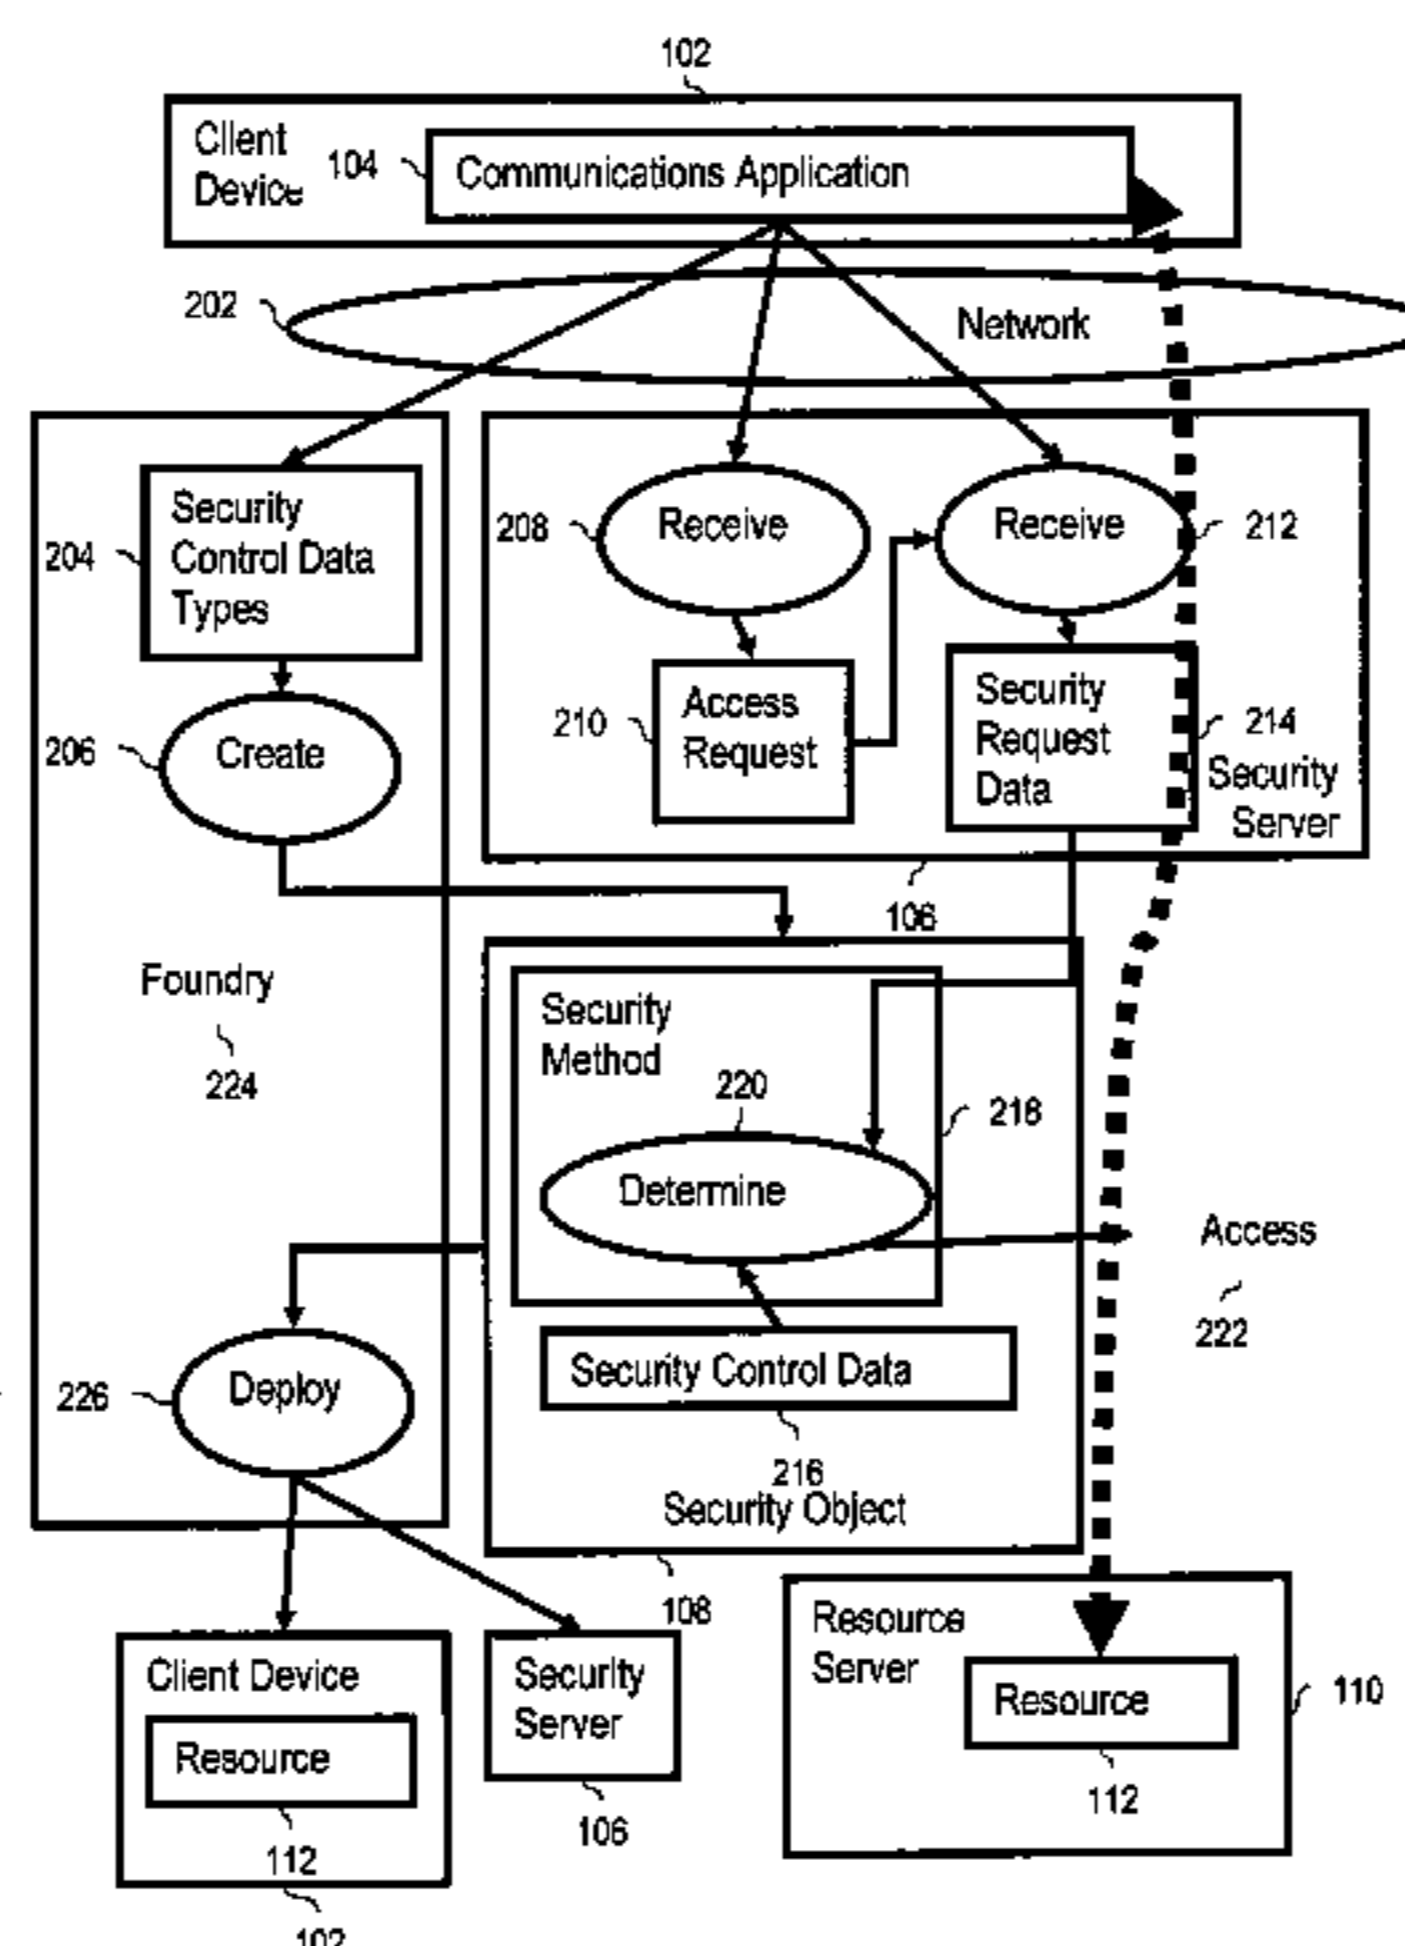 102
Client
Device
104
Communications Application
202
Network
Security
Control Data
Types
204
208
Receive
Receive
212
206
Create
210
Access
Request
Security
Request
Data
214
Security
Server
106
Foundry
224
Security
Method
220
218
Determine
Access
222
226
Deploy
Security Control Data
216
Security Object
108
Client Device
Resource
112
102
Security
Server
106
Resource
Server
Resource
112
110